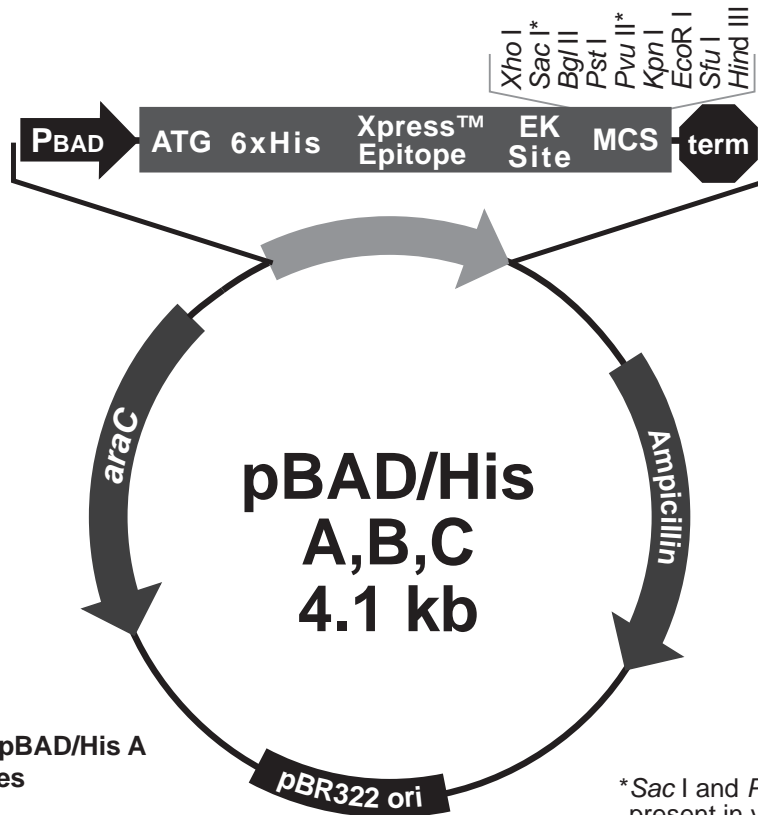 Xho I
Sac I*
Bgl II
Pst I
Pvu II*
Kpn I
EcoR I
Sfu I
Hind III
PBAD
ATG
6xHis
Xpress™
Epitope
EK
Site
MCS
term
araC
Ampicillin
pBAD/His
A,B,C
4.1 kb
pBR322 ori
pBAD/His A
*Sac I and
present in